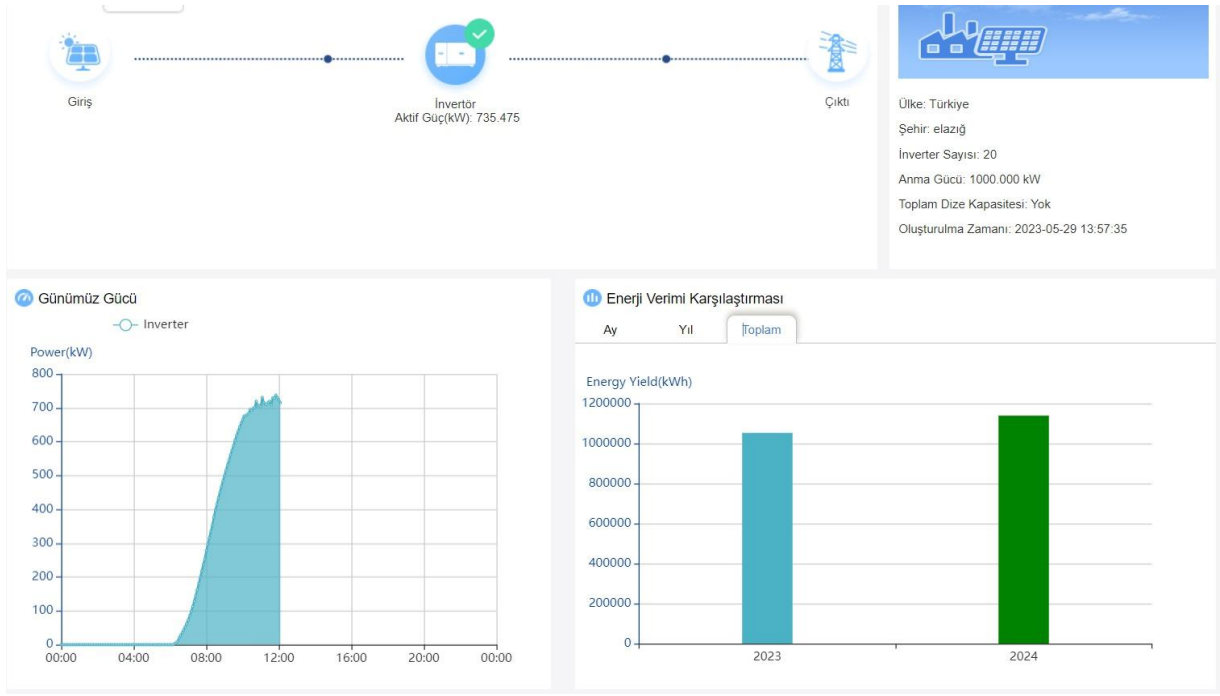 Giriş
İnvertör
Aktif Güç(kW): 735.475
Çıktı
Ülke: Türkiye
Şehir: elazığ
İnverter Sayısı: 20
Anma Gücü: 1000.000 kW
Toplam Dize Kapasitesi: Yok
Oluşturulma Zamanı: 2023-05-29 13:57:35
Günümüz Gücü
Inverter
Power(kW)
800
700
600
500
400
300
200
100
0
00:00 04:00 08:00 12:00 16:00 20:00 00:00
Enerji Verimi Karşılaştırması
Ay Yıl Toplam
Energy Yield(kWh)
1200000
1000000
800000
600000
400000
200000
0
2023 2024